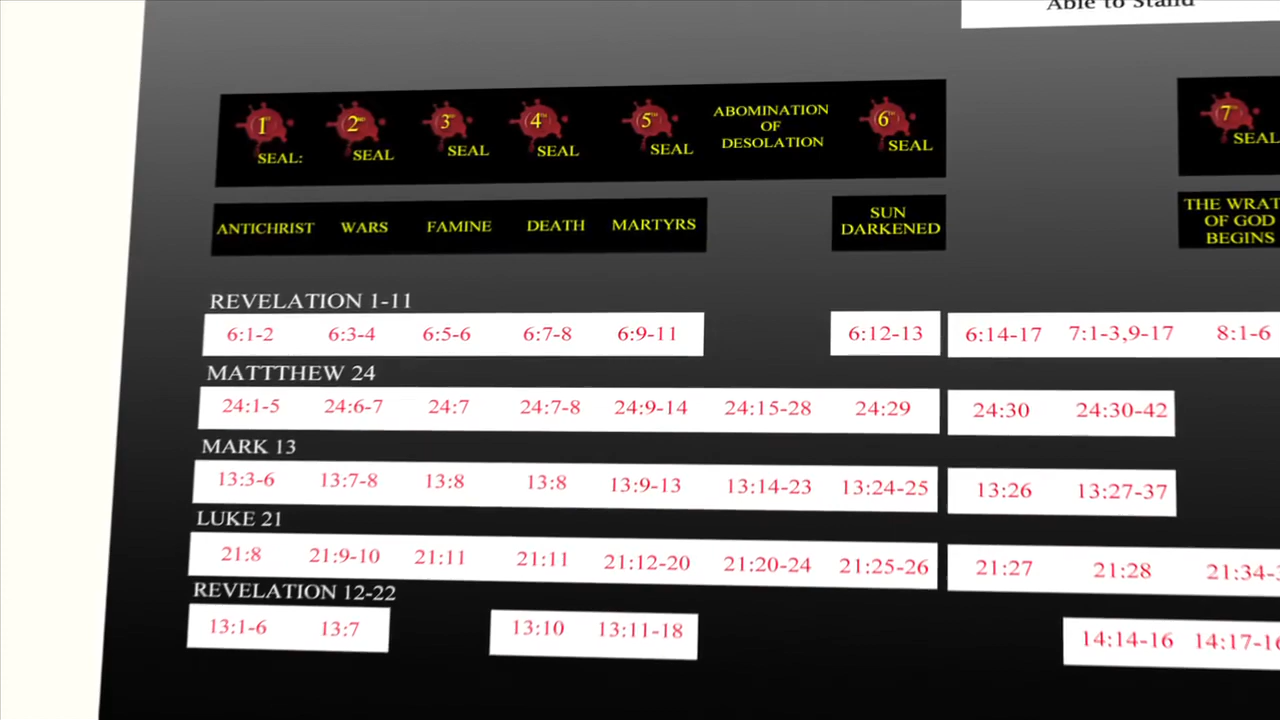 Able to Stand
1ST 2ND 3RD 4TH 5TH ABOMINATION OF DESOLATION 6TH 7TH
SEAL: SEAL SEAL SEAL SEAL SEAL SEAL
ANTICHRIST WARS FAMINE DEATH MARTYRS SUN DARKENED THE WRAT OF GOD BEGINS
REVELATION 1-11
6:1-2 6:3-4 6:5-6 6:7-8 6:9-11 6:12-13 6:14-17 7:1-3,9-17 8:1-6
MATTTHEW 24
24:1-5 24:6-7 24:7 24:7-8 24:9-14 24:15-28 24:29 24:30 24:30-42
MARK 13
13:3-6 13:7-8 13:8 13:8 13:9-13 13:14-23 13:24-25 13:26 13:27-37
LUKE 21
21:8 21:9-10 21:11 21:11 21:12-20 21:20-24 21:25-26 21:27 21:28 21:34-
REVELATION 12-22
13:1-6 13:7 13:10 13:11-18 14:14-16 14:17-16